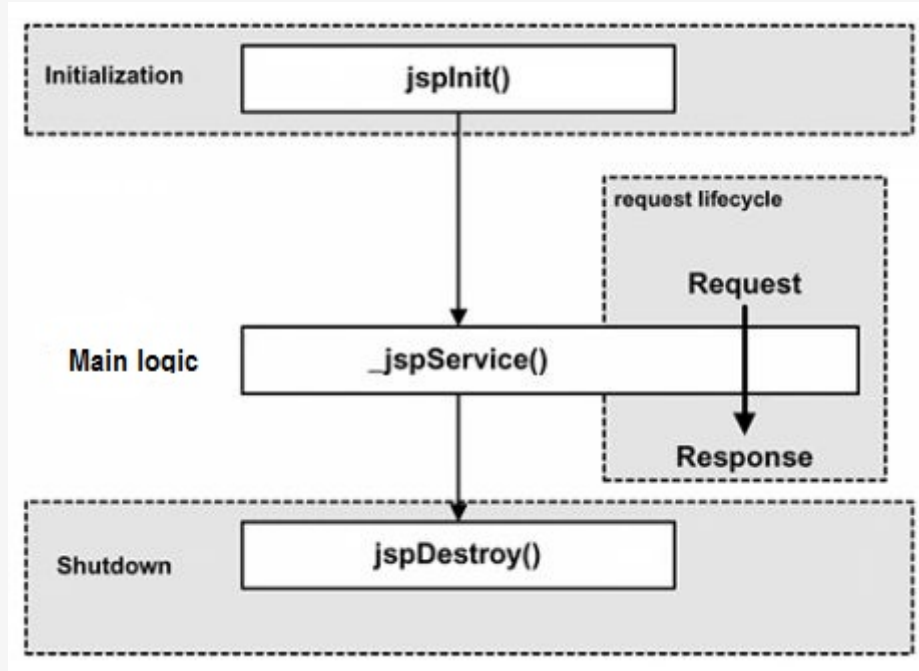 Initialization
jspInit()
request lifecycle
Request
Main logic
_jspService()
Response
jspDestroy()
Shutdown